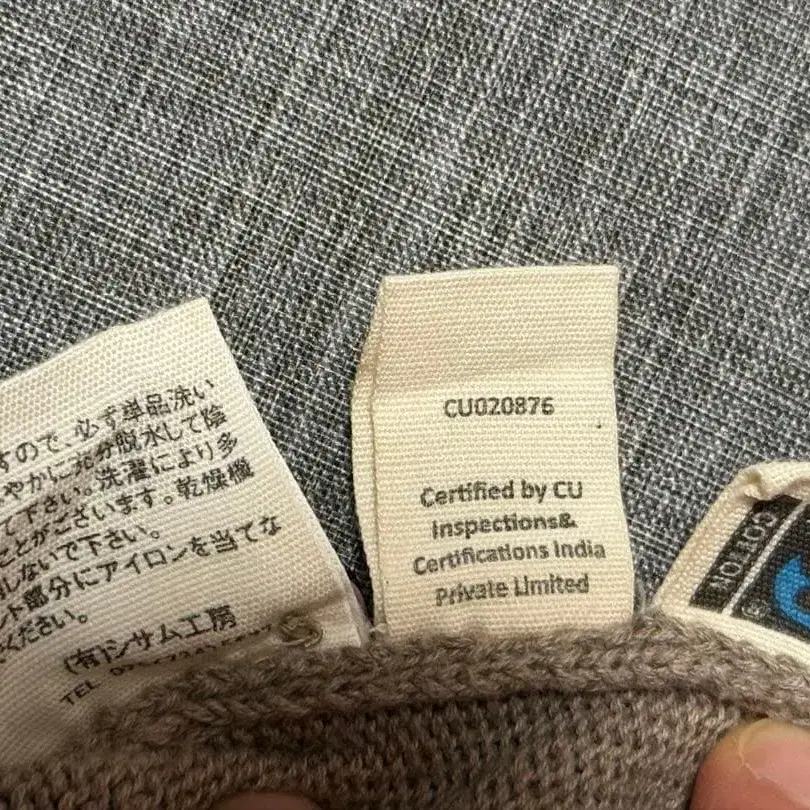 すので、必ず単品洗い
やかに充分脱水して陰
て下さい。洗濯により多
ことがございます。乾燥機
しないで下さい。
ント部分にアイロンを当てな
ください。
(有)シサム工房
TEL
CU020876
Certified by CU
Inspections&
Certifications India
Private Limited
COTTON